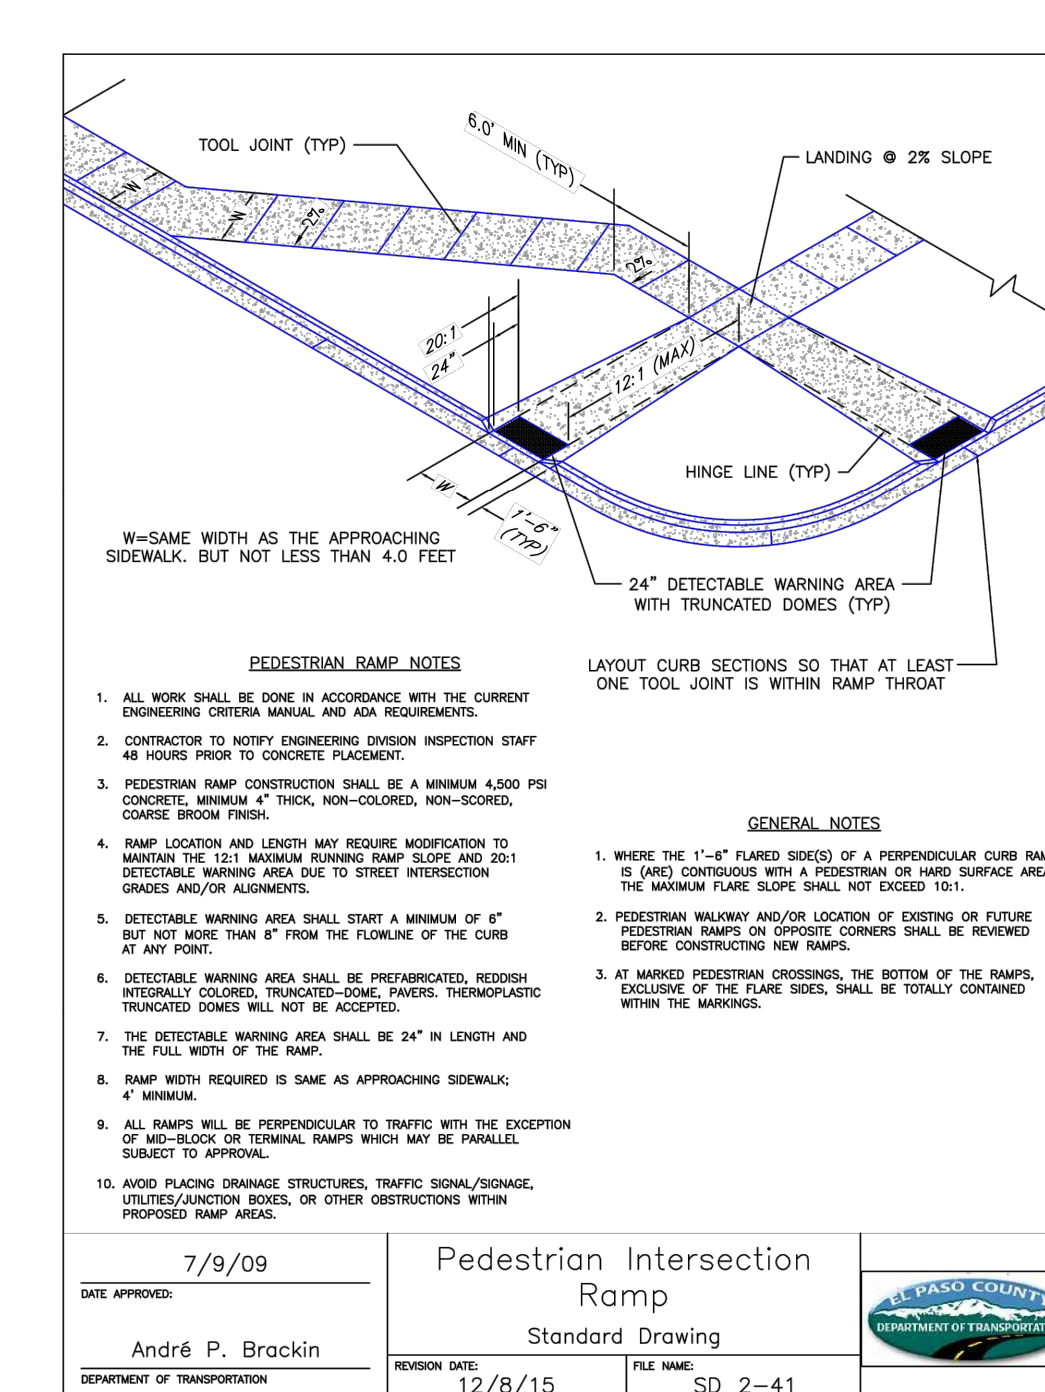 6.0' MIN (TYP)
TOOL JOINT (TYP)
LANDING @ 2% SLOPE
W
W
2%
2%
20:1
24"
12:1 (MAX)
HINGE LINE (TYP)
W
1'-6"
(TYP)
W=SAME WIDTH AS THE APPROACHING
SIDEWALK. BUT NOT LESS THAN 4.0 FEET
24" DETECTABLE WARNING AREA
WITH TRUNCATED DOMES (TYP)
LAYOUT CURB SECTIONS SO THAT AT LEAST
ONE TOOL JOINT IS WITHIN RAMP THROAT
PEDESTRIAN RAMP NOTES
1. ALL WORK SHALL BE DONE IN ACCORDANCE WITH THE CURRENT
ENGINEERING CRITERIA MANUAL AND ADA REQUIREMENTS.
2. CONTRACTOR TO NOTIFY ENGINEERING DIVISION INSPECTION STAFF
48 HOURS PRIOR TO CONCRETE PLACEMENT.
3. PEDESTRIAN RAMP CONSTRUCTION SHALL BE A MINIMUM 4,500 PSI
CONCRETE, MINIMUM 4" THICK, NON-COLORED, NON-SCORED,
COARSE BROOM FINISH.
4. RAMP LOCATION AND LENGTH MAY REQUIRE MODIFICATION TO
MAINTAIN THE 12:1 MAXIMUM RUNNING RAMP SLOPE AND 20:1
DETECTABLE WARNING AREA DUE TO STREET INTERSECTION
GRADES AND/OR ALIGNMENTS.
5. DETECTABLE WARNING AREA SHALL START A MINIMUM OF 6"
BUT NOT MORE THAN 8" FROM THE FLOWLINE OF THE CURB
AT ANY POINT.
6. DETECTABLE WARNING AREA SHALL BE PREFABRICATED, REDDISH
INTEGRALLY COLORED, TRUNCATED-DOME, PAVERS. THERMOPLASTIC
TRUNCATED DOMES WILL NOT BE ACCEPTED.
7. THE DETECTABLE WARNING AREA SHALL BE 24" IN LENGTH AND
THE FULL WIDTH OF THE RAMP.
8. RAMP WIDTH REQUIRED IS SAME AS APPROACHING SIDEWALK;
4' MINIMUM.
9. ALL RAMPS WILL BE PERPENDICULAR TO TRAFFIC WITH THE EXCEPTION
OF MID-BLOCK OR TERMINAL RAMPS WHICH MAY BE PARALLEL
SUBJECT TO APPROVAL.
10. AVOID PLACING DRAINAGE STRUCTURES, TRAFFIC SIGNAL/SIGNAGE,
UTILITIES/JUNCTION BOXES, OR OTHER OBSTRUCTIONS WITHIN
PROPOSED RAMP AREAS.
GENERAL NOTES
1. WHERE THE 1'-6" FLARED SIDE(S) OF A PERPENDICULAR CURB
IS (ARE) CONTIGUOUS WITH A PEDESTRIAN OR HARD SURFACE
THE MAXIMUM FLARE SLOPE SHALL NOT EXCEED 10:1.
2. PEDESTRIAN WALKWAY AND/OR LOCATION OF EXISTING OR FUTURE
PEDESTRIAN RAMPS ON OPPOSITE CORNERS SHALL BE REVIEWED
BEFORE CONSTRUCTING NEW RAMPS.
3. AT MARKED PEDESTRIAN CROSSINGS, THE BOTTOM OF THE RAMPS,
EXCLUSIVE OF THE FLARE SIDES, SHALL BE TOTALLY CONTAINED
WITHIN THE MARKINGS.
7/9/09
DATE APPROVED:
André P. Brackin
DEPARTMENT OF TRANSPORTATION
Pedestrian Intersection
Ramp
Standard Drawing
REVISION DATE:
12/8/15
FILE NAME:
SD 2-41
EL PASO COUNTY
DEPARTMENT OF